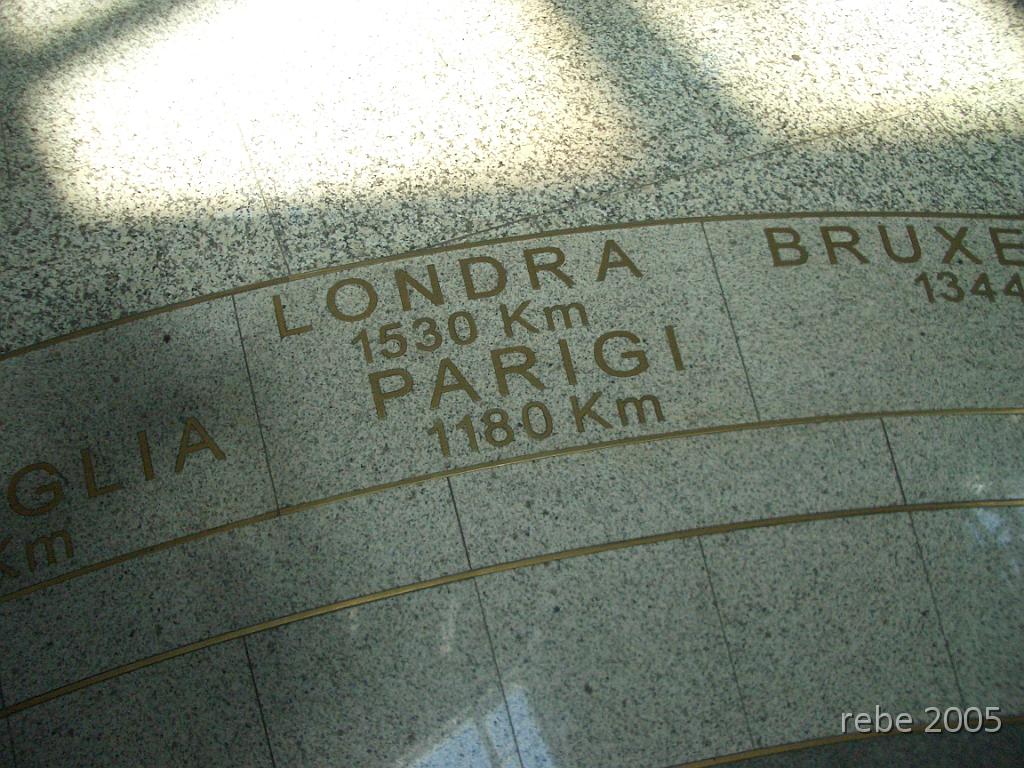 LONDRA
1530 Km
PARIGI
1180 Km
BRUXE
1344
GLIA
Km
rebe 2005